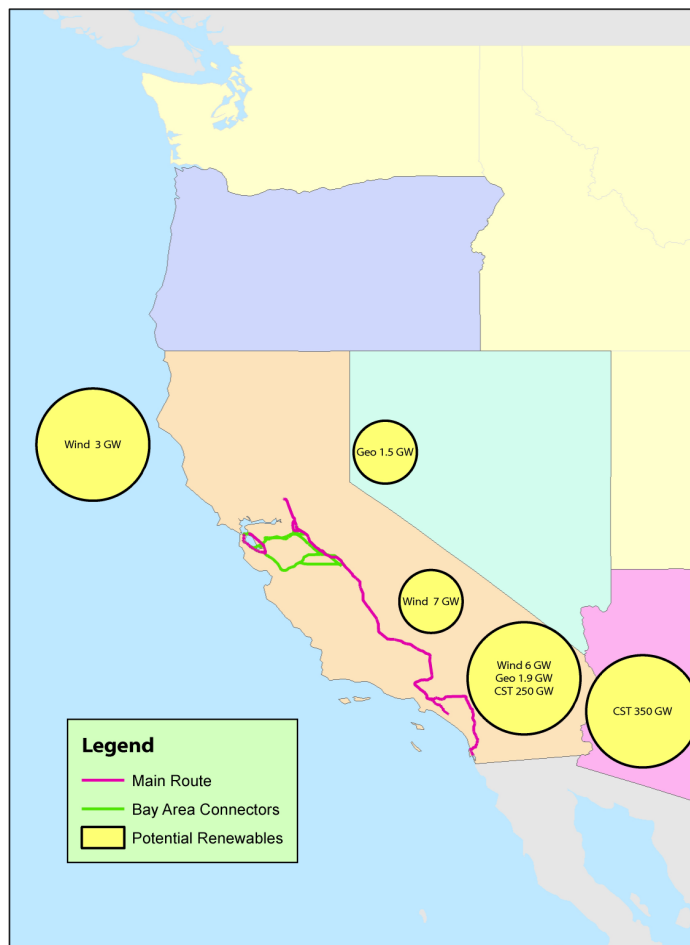 Wind 3 GW
Geo 1.5 GW
Wind 7 GW
Wind 6 GW
Geo 1.9 GW
CST 250 GW
CST 350 GW
Legend
Main Route
Bay Area Connectors
Potential Renewables